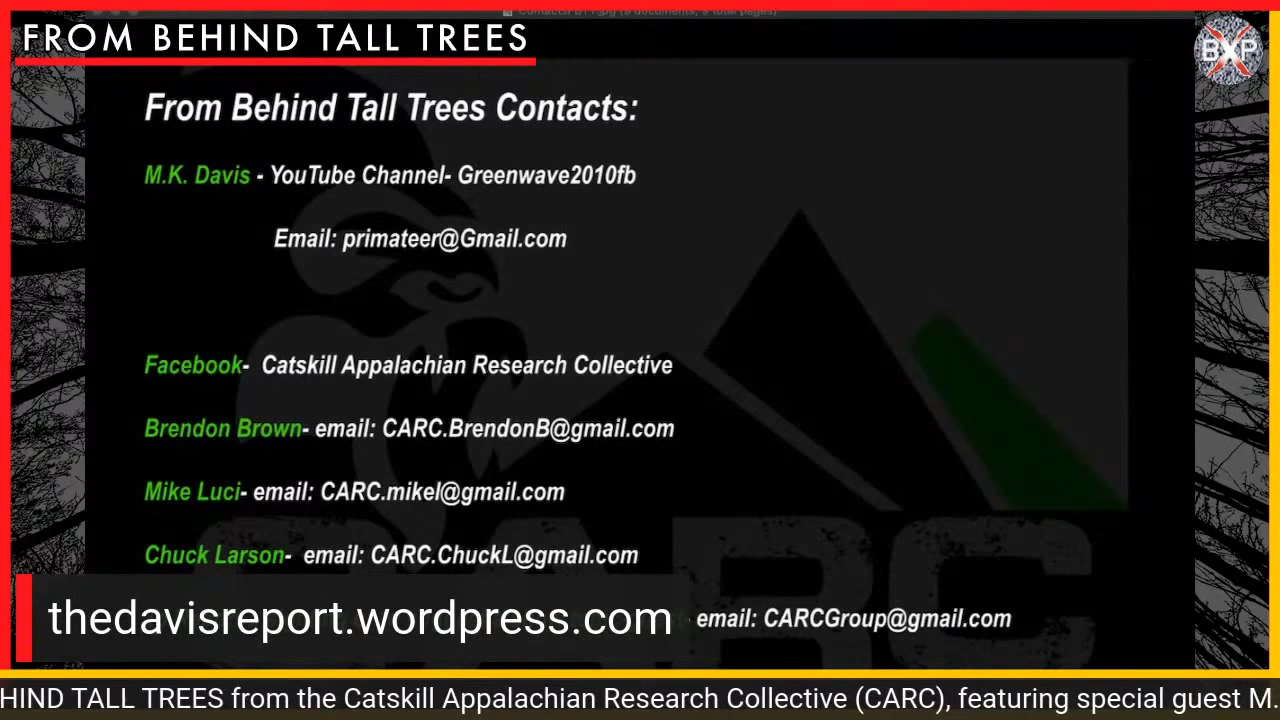 FROM BEHIND TALL TREES
BXP
From Behind Tall Trees Contacts:
M.K. Davis - YouTube Channel- Greenwave2010fb
Email: primateer@Gmail.com
Facebook- Catskill Appalachian Research Collective
Brendon Brown- email: CARC.BrendonB@gmail.com
Mike Luci- email: CARC.mikel@gmail.com
Chuck Larson- email: CARC.ChuckL@gmail.com
CARC
thedavisreport.wordpress.com
email: CARCGroup@gmail.com
HIND TALL TREES from the Catskill Appalachian Research Collective (CARC), featuring special guest M.